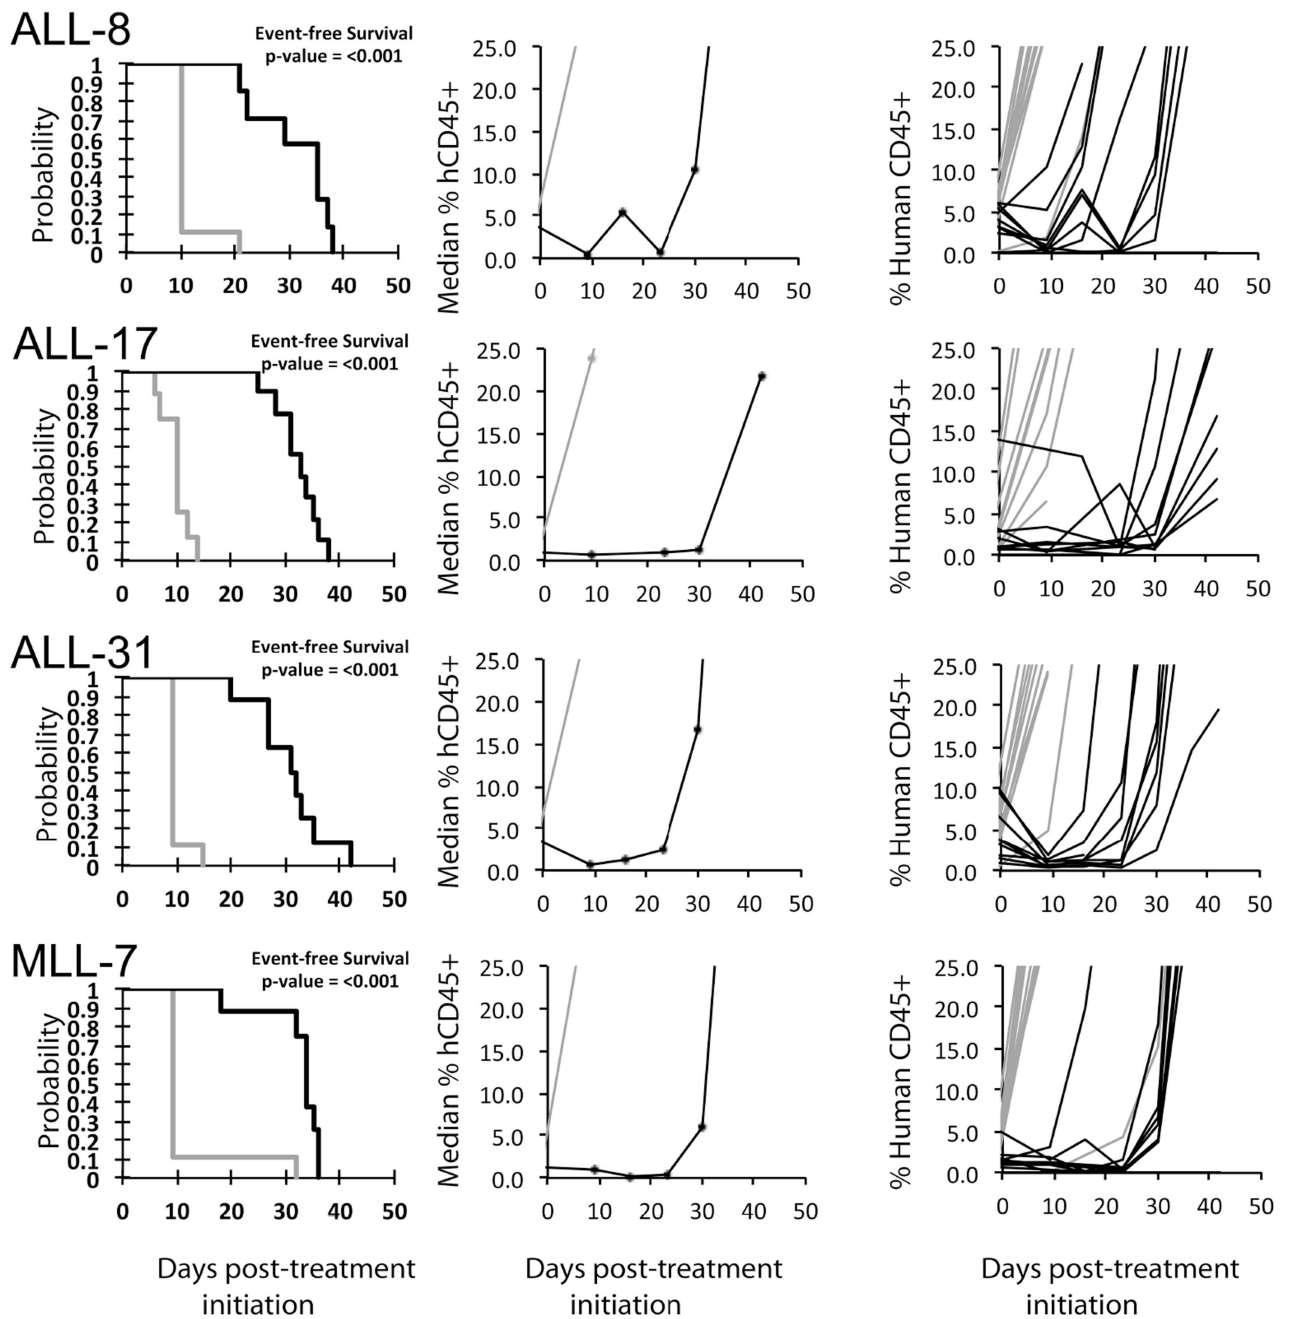 ALL-8
Event-free Survival
p-value = <0.001
Probability
1
0.9
0.8
0.7
0.6
0.5
0.4
0.3
0.2
0.1
0
0 10 20 30 40 50
Median % hCD45+
25.0
20.0
15.0
10.0
5.0
0.0
0 10 20 30 40 50
% Human CD45+
25.0
20.0
15.0
10.0
5.0
0.0
0 10 20 30 40 50
ALL-17
Event-free Survival
p-value = <0.001
Probability
1
0.9
0.8
0.7
0.6
0.5
0.4
0.3
0.2
0.1
0
0 10 20 30 40 50
Median % hCD45+
25.0
20.0
15.0
10.0
5.0
0.0
0 10 20 30 40 50
% Human CD45+
25.0
20.0
15.0
10.0
5.0
0.0
0 10 20 30 40 50
ALL-31
Event-free Survival
p-value = <0.001
Probability
1
0.9
0.8
0.7
0.6
0.5
0.4
0.3
0.2
0.1
0
0 10 20 30 40 50
Median % hCD45+
25.0
20.0
15.0
10.0
5.0
0.0
0 10 20 30 40 50
% Human CD45+
25.0
20.0
15.0
10.0
5.0
0.0
0 10 20 30 40 50
MLL-7
Event-free Survival
p-value = <0.001
Probability
1
0.9
0.8
0.7
0.6
0.5
0.4
0.3
0.2
0.1
0
0 10 20 30 40 50
Median % hCD45+
25.0
20.0
15.0
10.0
5.0
0.0
0 10 20 30 40 50
% Human CD45+
25.0
20.0
15.0
10.0
5.0
0.0
0 10 20 30 40 50
Days post-treatment
initiation
Days post-treatment
initiation
Days post-treatment
initiation